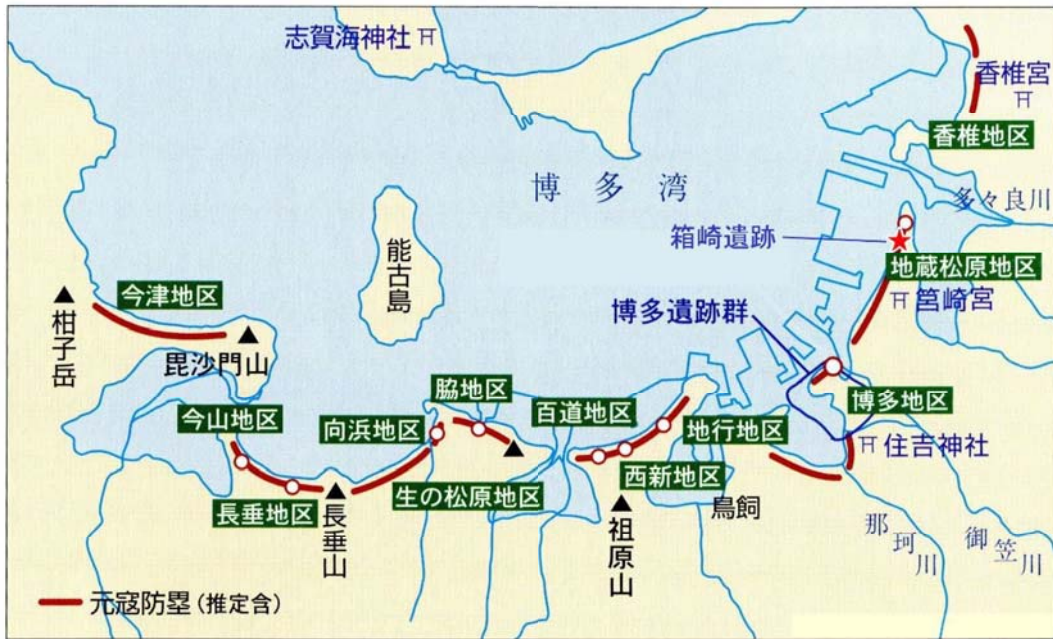 志賀海神社
香椎宮
香椎地区
博多湾
多々良川
箱崎遺跡
地蔵松原地区
筥崎宮
能古島
今津地区
柑子岳
毘沙門山
博多遺跡群
脇地区
百道地区
博多地区
今山地区
向浜地区
地行地区
住吉神社
長垂地区
生の松原地区
西新地区
鳥飼
長垂山
祖原山
那珂川
御笠川
元寇防塁(推定含)